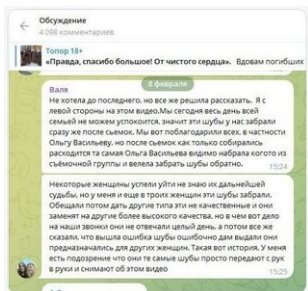 Обсуждение
4 098 комментариев
Топор 18+
«Правда, спасибо большое! От чистого сердца». Вдовам погибших
8 февраля
Валя
Не хотела до последнего, но все же решила рассказать. Я с
левой стороны на этом видео.Мы сегодня весь день всей
семьей не можем успокоится, значит эти шубы у нас забрали
сразу же после сьемок. Мы вот поблагодарили всех, в частности
Ольгу Васильеву, но после сьемок как только собирались
расходится та самая Ольга Васильева видимо набрала когото из
съёмочной группы и велела забрать шубы обратно.
15:24
Некоторые женщины успели уйти не знаю их дальнейшей
судьбы, но у меня и еще в троих женщин эти шубы забрали.
Обещали потом дать другие типа эти не качественные и они
заменят на другие более высокого качества, но в чем вот дело
на наши звонки они не отвечали целый день, а потом все же
сказали, что вышла ошибка шубы ошибочно дам выдали они
предназначались для других женщин. Такая вот история. У меня
есть подозрение что они те самые шубы просто передают с рук
в руки и снимают об этом видео
15:25